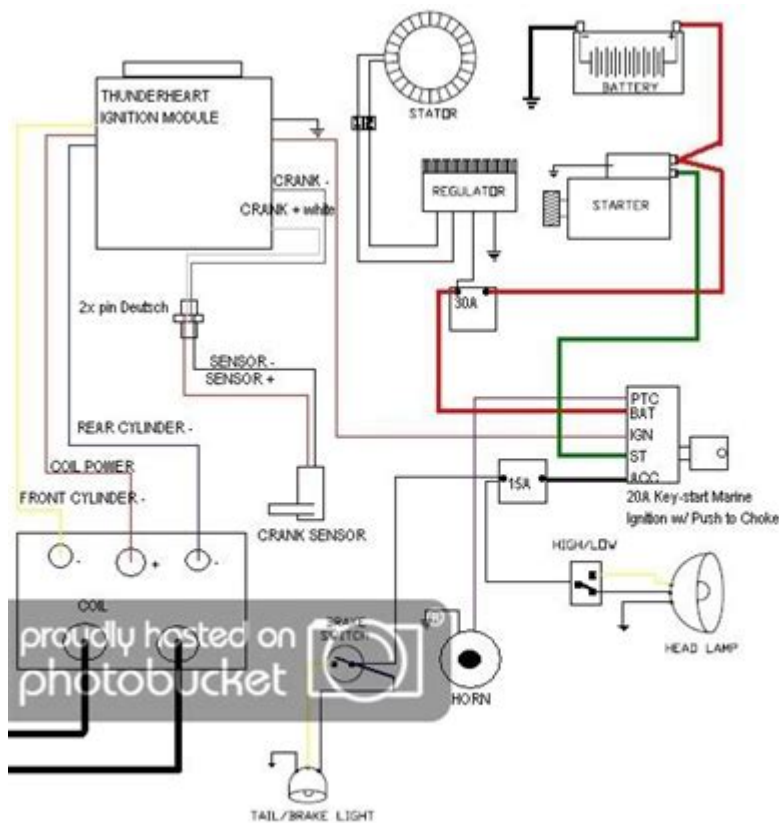 THUNDERHEART
IGNITION MODULE
CRANK -
CRANK + white
2x pin Deutsch
SENSOR -
SENSOR +
REAR CYLINDER -
COIL POWER
FRONT CYLINDER -
CRANK SENSOR
- + -
COIL
STATOR
REGULATOR
30A
- +
BATTERY
STARTER
PTC
BAT
IGN
ST
ACC
15A
20A Key-start Marine
Ignition w/ Push to Choke
HIGH/LOW
HEAD LAMP
BRAKE
SWITCH
HORN
TAIL/BRAKE LIGHT
proudly hosted on
photobucket